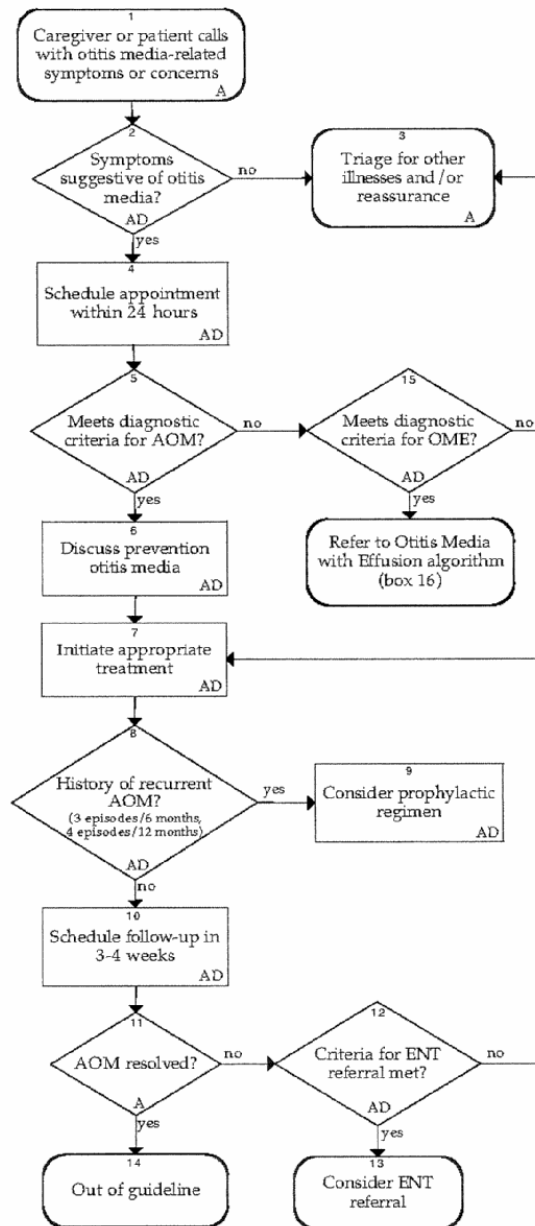 1
Caregiver or patient calls
with otitis media-related
symptoms or concerns
A
2
Symptoms
suggestive of otitis
media?
AD
no
yes
3
Triage for other
illnesses and/or
reassurance
A
4
Schedule appointment
within 24 hours
AD
5
Meets diagnostic
criteria for AOM?
AD
no
yes
15
Meets diagnostic
criteria for OME?
AD
no
yes
6
Discuss prevention
otitis media
AD
Refer to Otitis Media
with Effusion algorithm
(box 16)
7
Initiate appropriate
treatment
AD
8
History of recurrent
AOM?
(3 episodes/6 months,
4 episodes/12 months)
AD
yes
no
9
Consider prophylactic
regimen
AD
10
Schedule follow-up in
3-4 weeks
AD
11
AOM resolved?
A
no
yes
12
Criteria for ENT
referral met?
AD
no
yes
14
Out of guideline
13
Consider ENT
referral